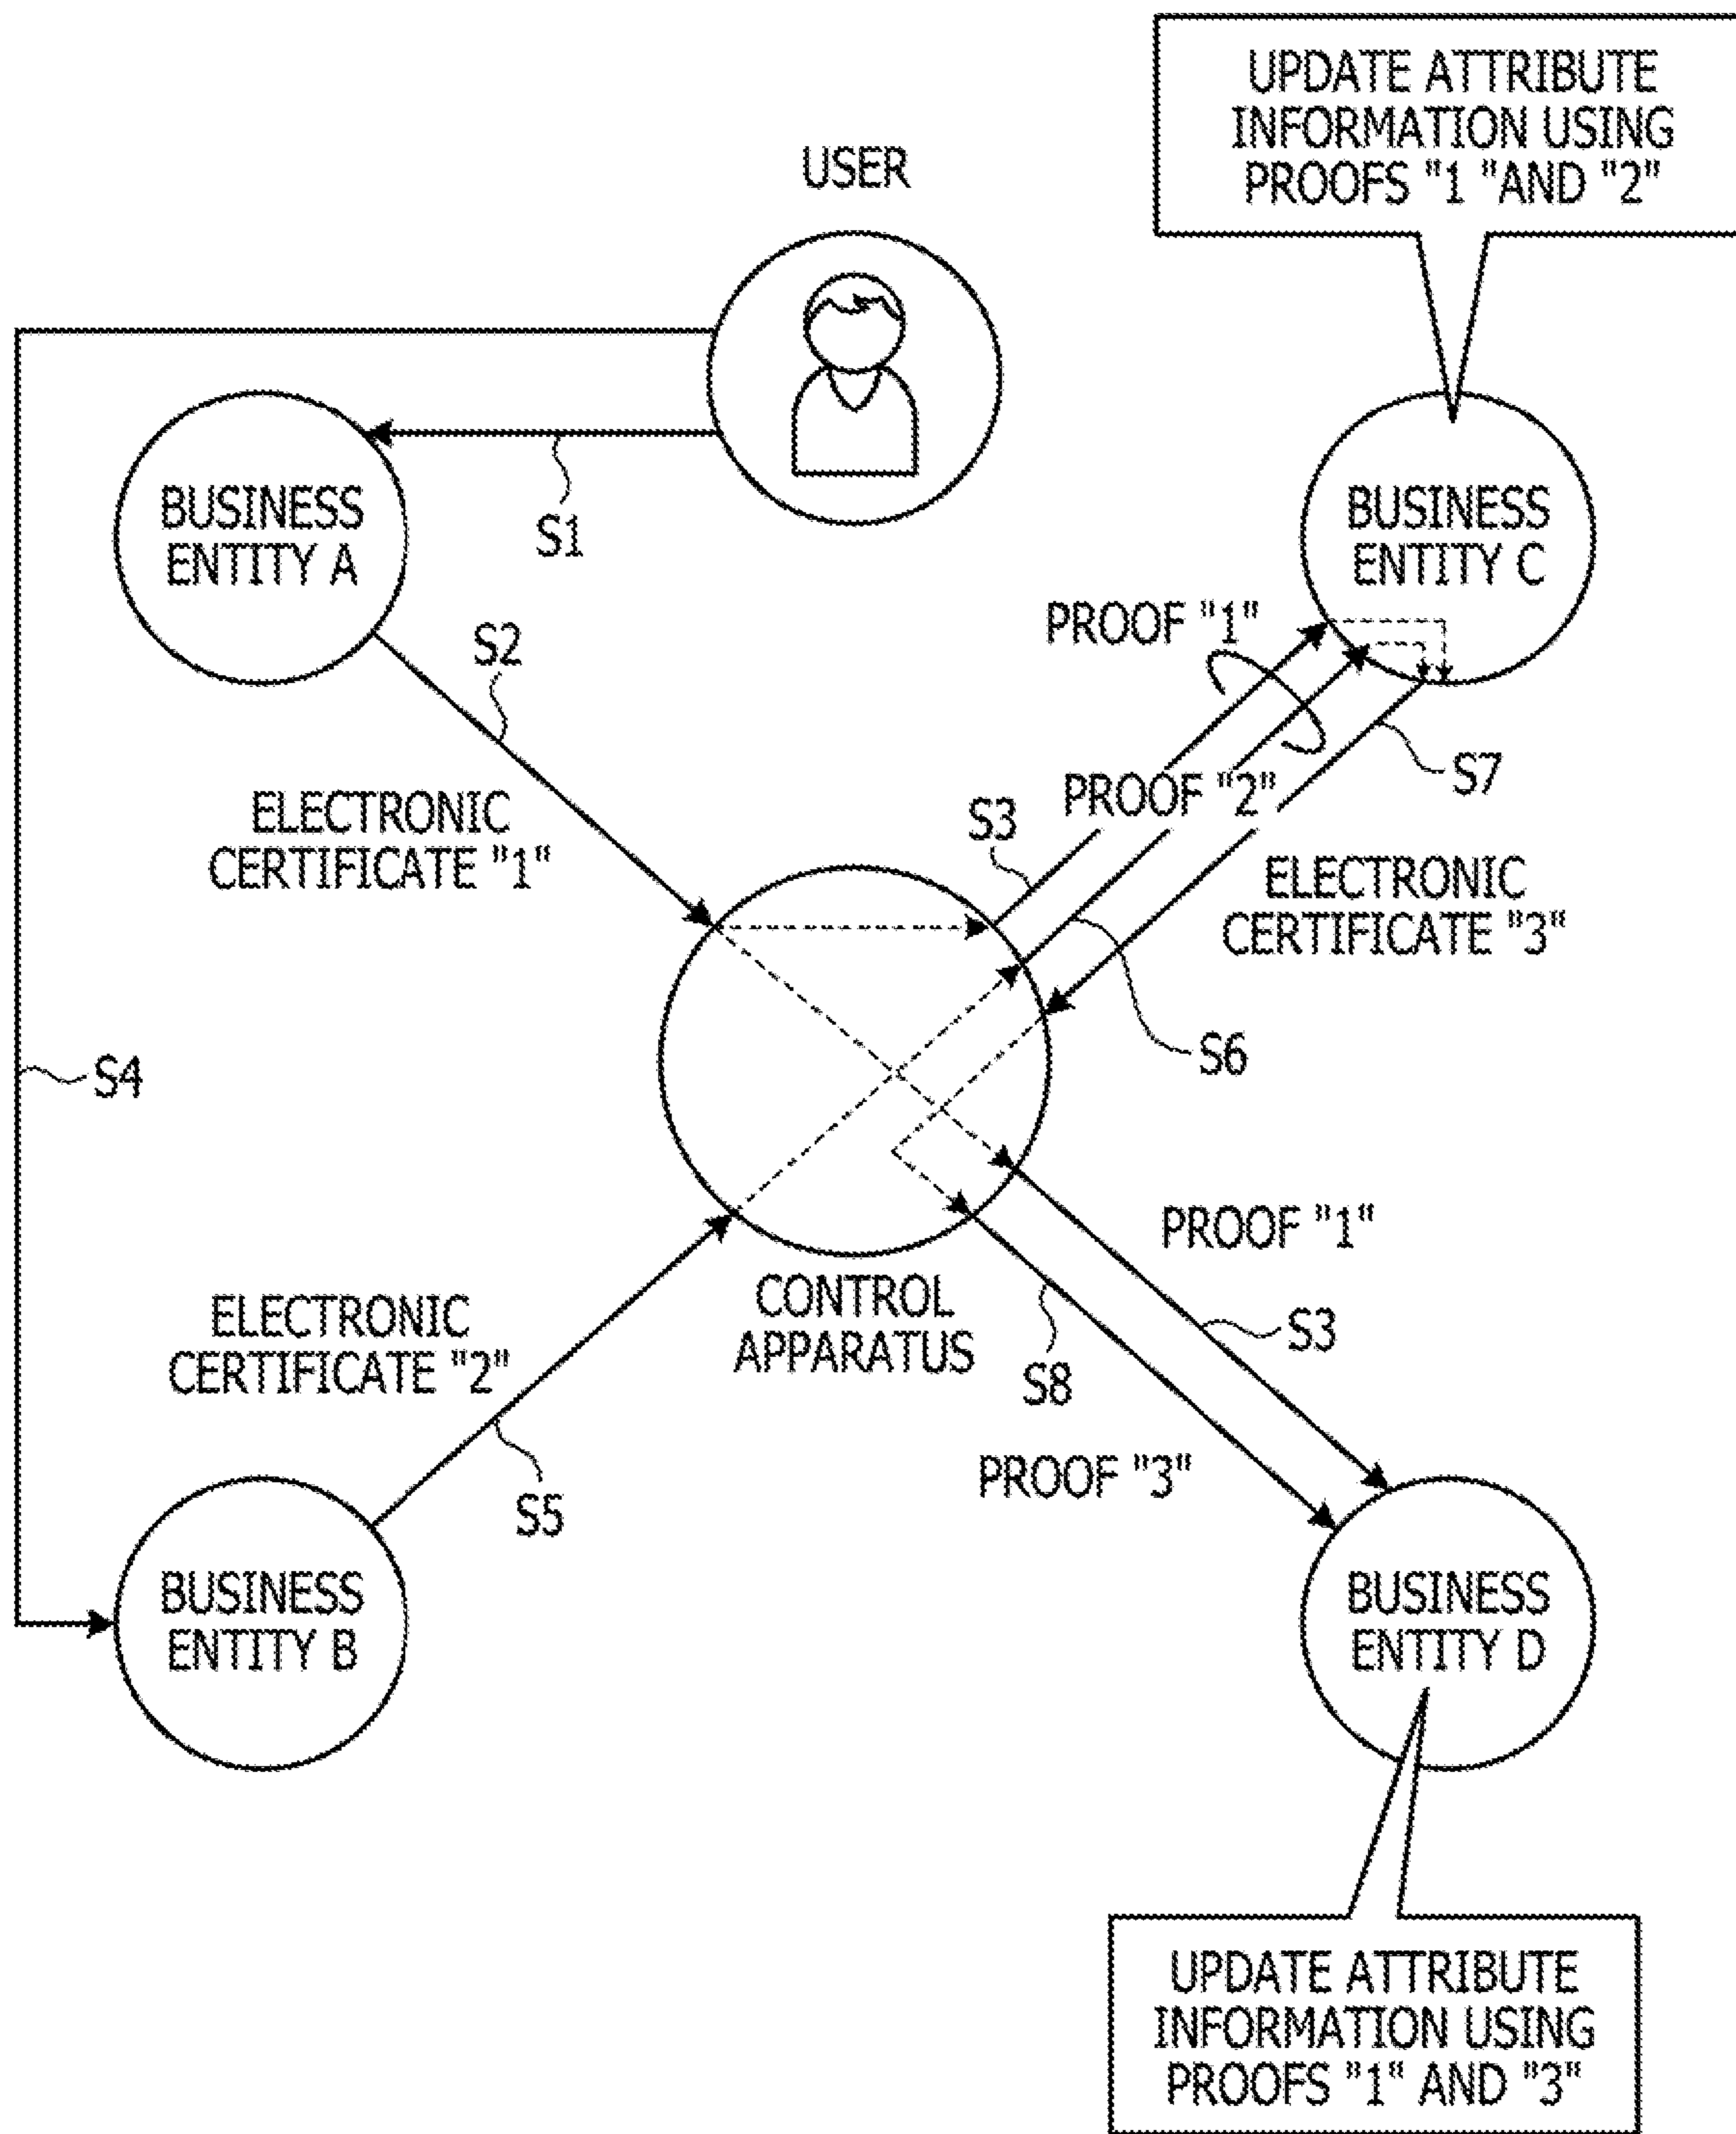 UPDATE ATTRIBUTE
INFORMATION USING
PROOFS "1 "AND "2"
USER
BUSINESS
ENTITY A
S1
BUSINESS
ENTITY C
S2
PROOF "1"
S7
PROOF "2"
S3
ELECTRONIC
CERTIFICATE "1"
ELECTRONIC
CERTIFICATE "3"
S4
S6
PROOF "1"
CONTROL
APPARATUS
S3
S8
ELECTRONIC
CERTIFICATE "2"
PROOF "3"
S5
BUSINESS
ENTITY B
BUSINESS
ENTITY D
UPDATE ATTRIBUTE
INFORMATION USING
PROOFS "1" AND "3"